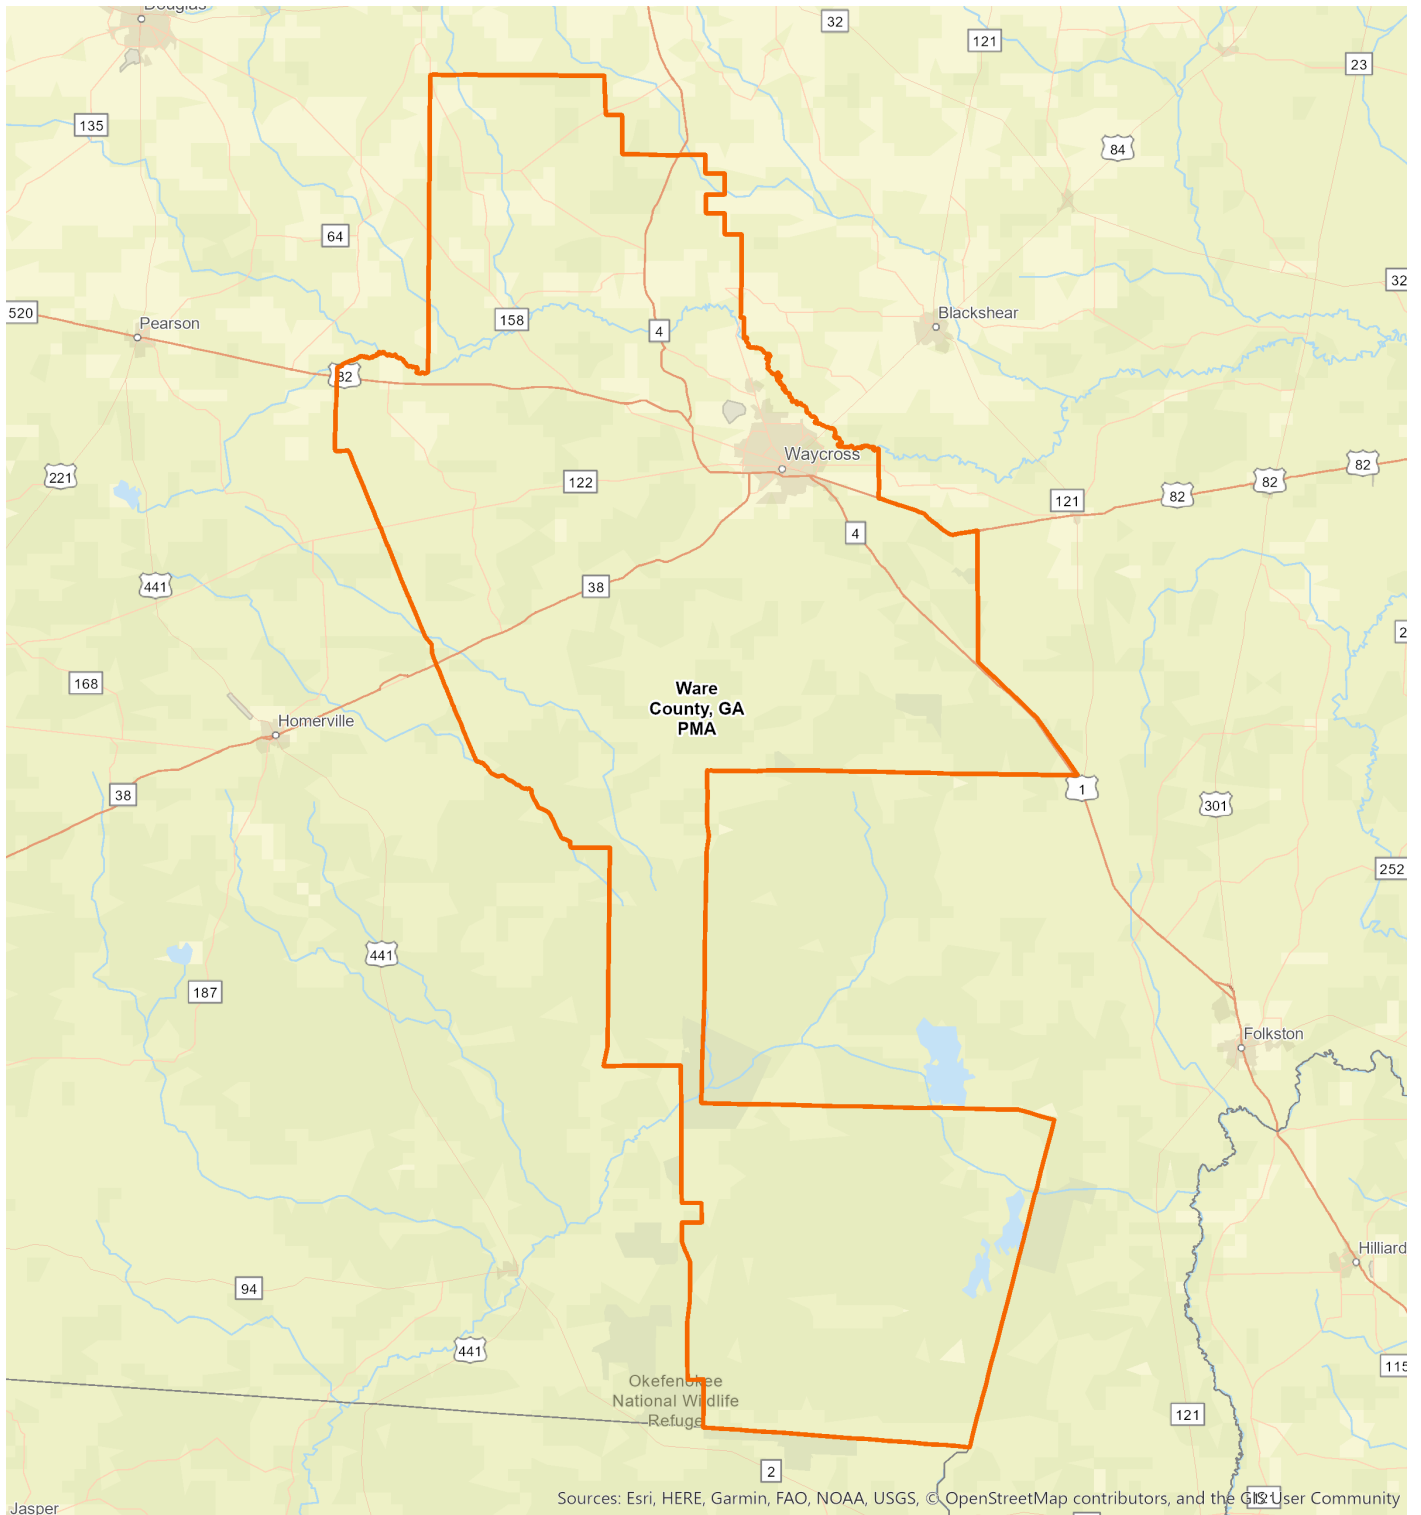 Douglas
32
121
23
135
84
64
32
520
Pearson
158
4
Blackshear
82
Waycross
221
122
121
82
82
82
4
441
38
2
168
Ware
County, GA
PMA
Homerville
38
1
301
252
441
187
Folkston
Hilliard
94
441
115
Okefenokee
National Wildlife
Refuge
121
2
Jasper
121
Sources: Esri, HERE, Garmin, FAO, NOAA, USGS, © OpenStreetMap contributors, and the GIS User Community